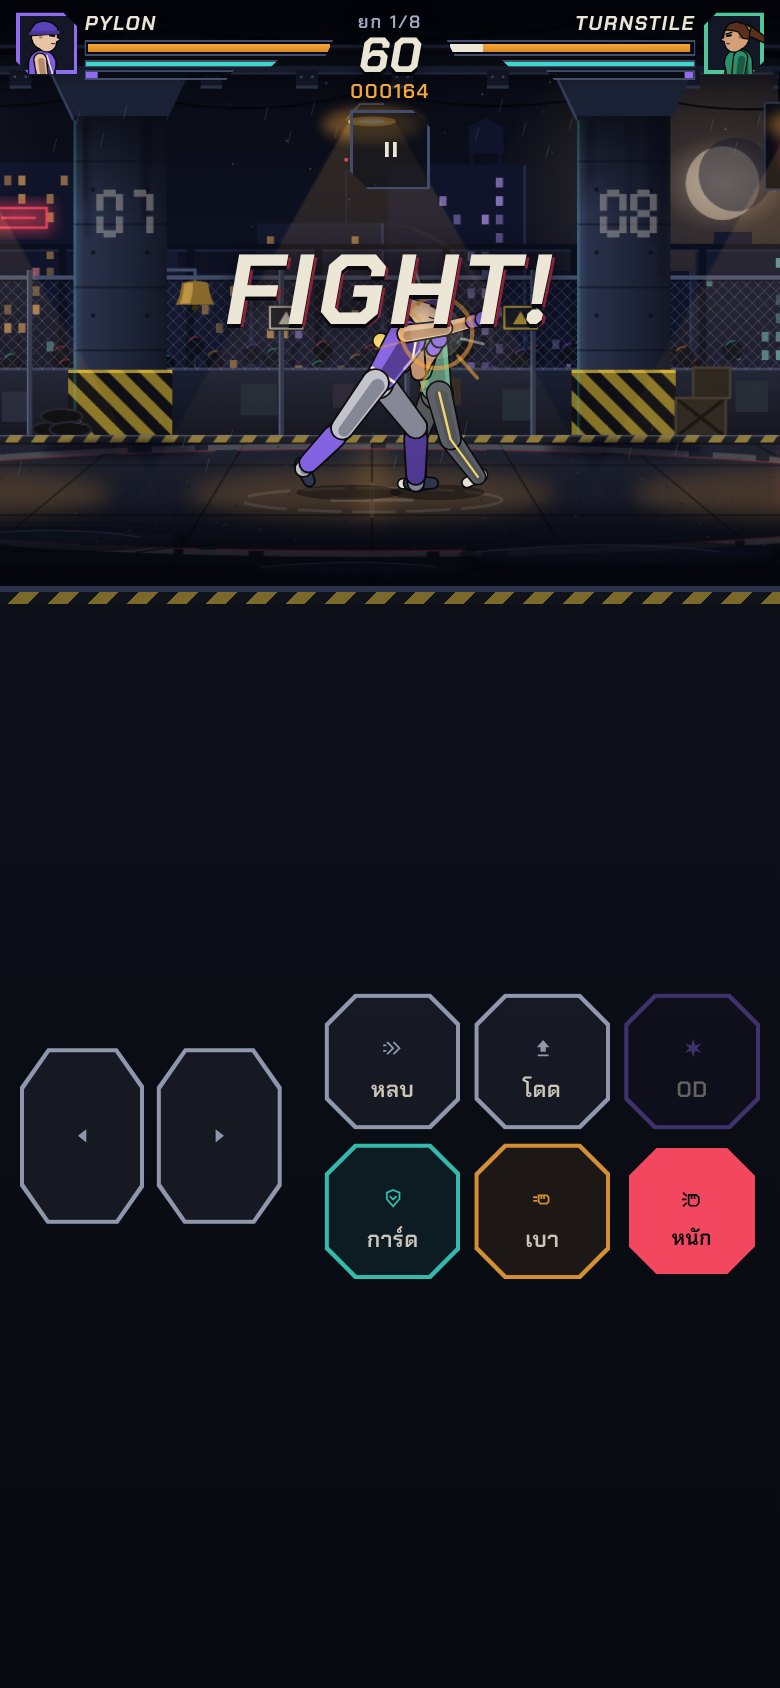 PYLON
ยก 1/8
TURNSTILE
60
000164
07
08
FIGHT!
หลบ
โดด
OD
การ์ด
เบา
หนัก